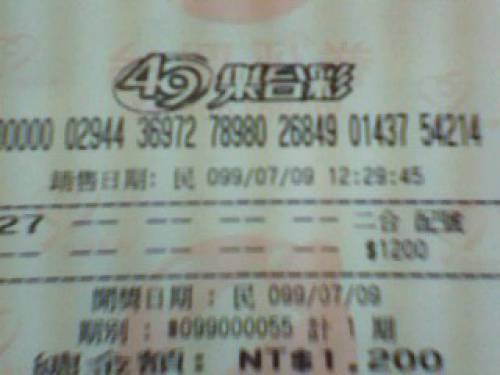 49 樂合彩
00000 02944 36972 78980 26849 01437 54214
銷售日期: 民 099/07/09 12:29:45
27 -- -- -- -- -- 二合 配號
$1200
開獎日期 : 民 099/07/09
期別 : #099000055 計 1 期
總金額: NT$1,200